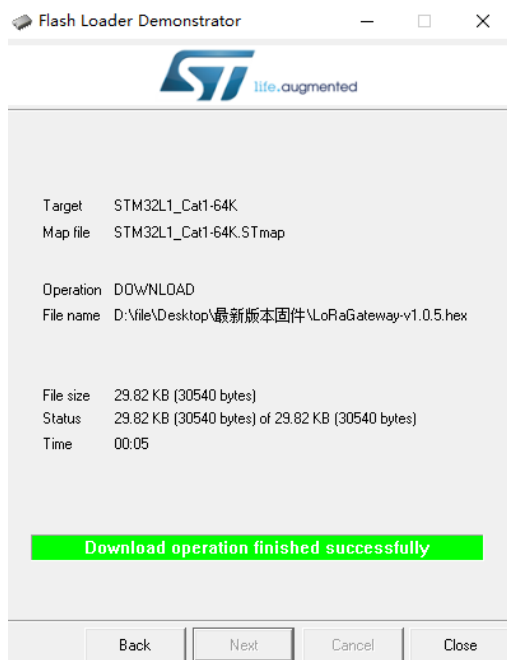 Flash Loader Demonstrator
life.augmented
Target STM32L1_Cat1-64K
Map file STM32L1_Cat1-64K.STmap
Operation DOWNLOAD
File name D:\file\Desktop\最新版本固件\LoRaGateway-v1.0.5.hex
File size 29.82 KB (30540 bytes)
Status 29.82 KB (30540 bytes) of 29.82 KB (30540 bytes)
Time 00:05
Download operation finished successfully
Back Next Cancel Close